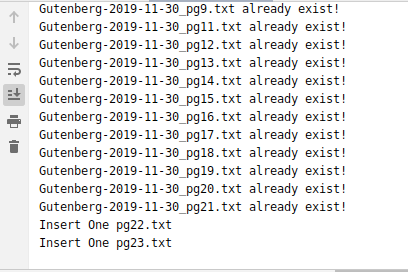 Gutenberg-2019-11-30_pg9.txt already exist!
Gutenberg-2019-11-30_pg11.txt already exist!
Gutenberg-2019-11-30_pg12.txt already exist!
Gutenberg-2019-11-30_pg13.txt already exist!
Gutenberg-2019-11-30_pg14.txt already exist!
Gutenberg-2019-11-30_pg15.txt already exist!
Gutenberg-2019-11-30_pg16.txt already exist!
Gutenberg-2019-11-30_pg17.txt already exist!
Gutenberg-2019-11-30_pg18.txt already exist!
Gutenberg-2019-11-30_pg19.txt already exist!
Gutenberg-2019-11-30_pg20.txt already exist!
Gutenberg-2019-11-30_pg21.txt already exist!
Insert One pg22.txt
Insert One pg23.txt